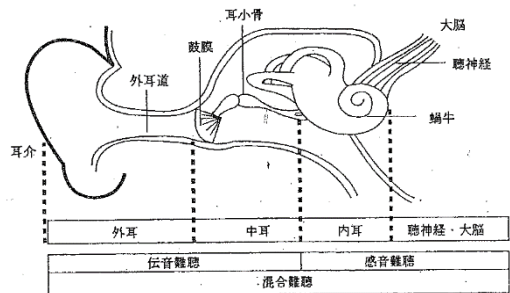 耳小骨
大脳
鼓膜
聴神経
外耳道
蝸牛
耳介
外耳
中耳
内耳
聴神経・大脳
伝音難聴
感音難聴
混合難聴